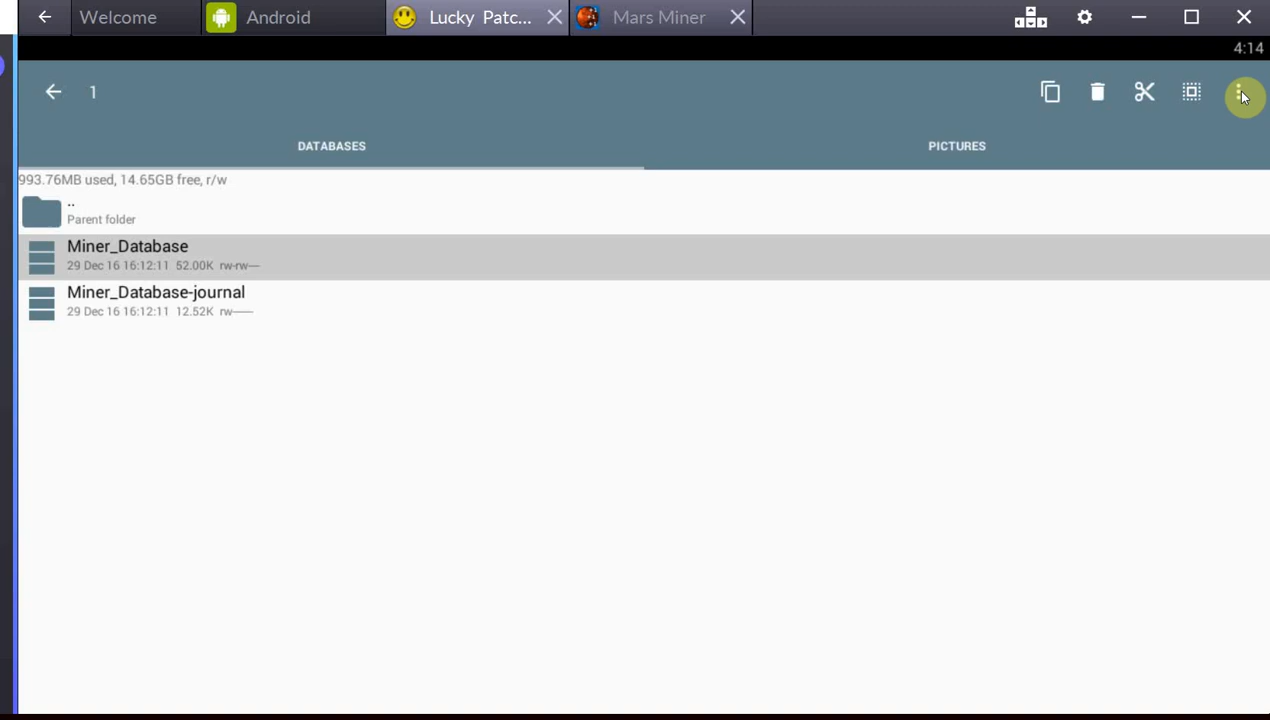 Welcome
Android
Lucky Patc...
Mars Miner
4:14
1
DATABASES
PICTURES
993.76MB used, 14.65GB free, r/w
..
Parent folder
Miner_Database
29 Dec 16 16:12:11 52.00K rw-rw—
Miner_Database-journal
29 Dec 16 16:12:11 12.52K rw——